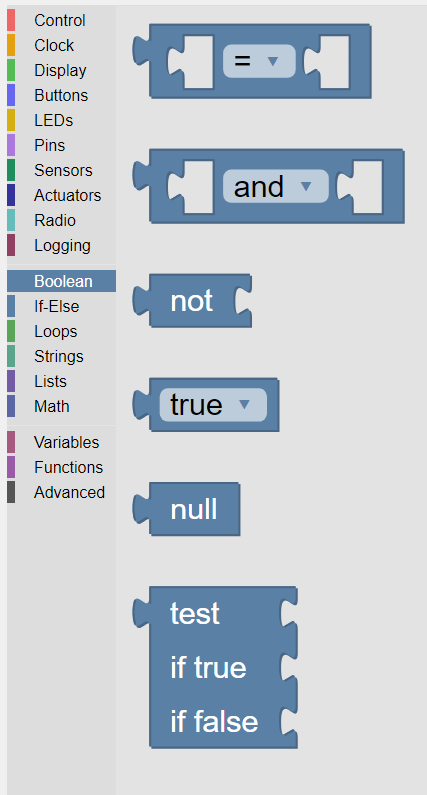 Control
Clock
Display
Buttons
LEDs
Pins
Sensors
Actuators
Radio
Logging
Boolean
If-Else
Loops
Strings
Lists
Math
Variables
Functions
Advanced
= ▼
and ▼
not
true ▼
null
test
if true
if false